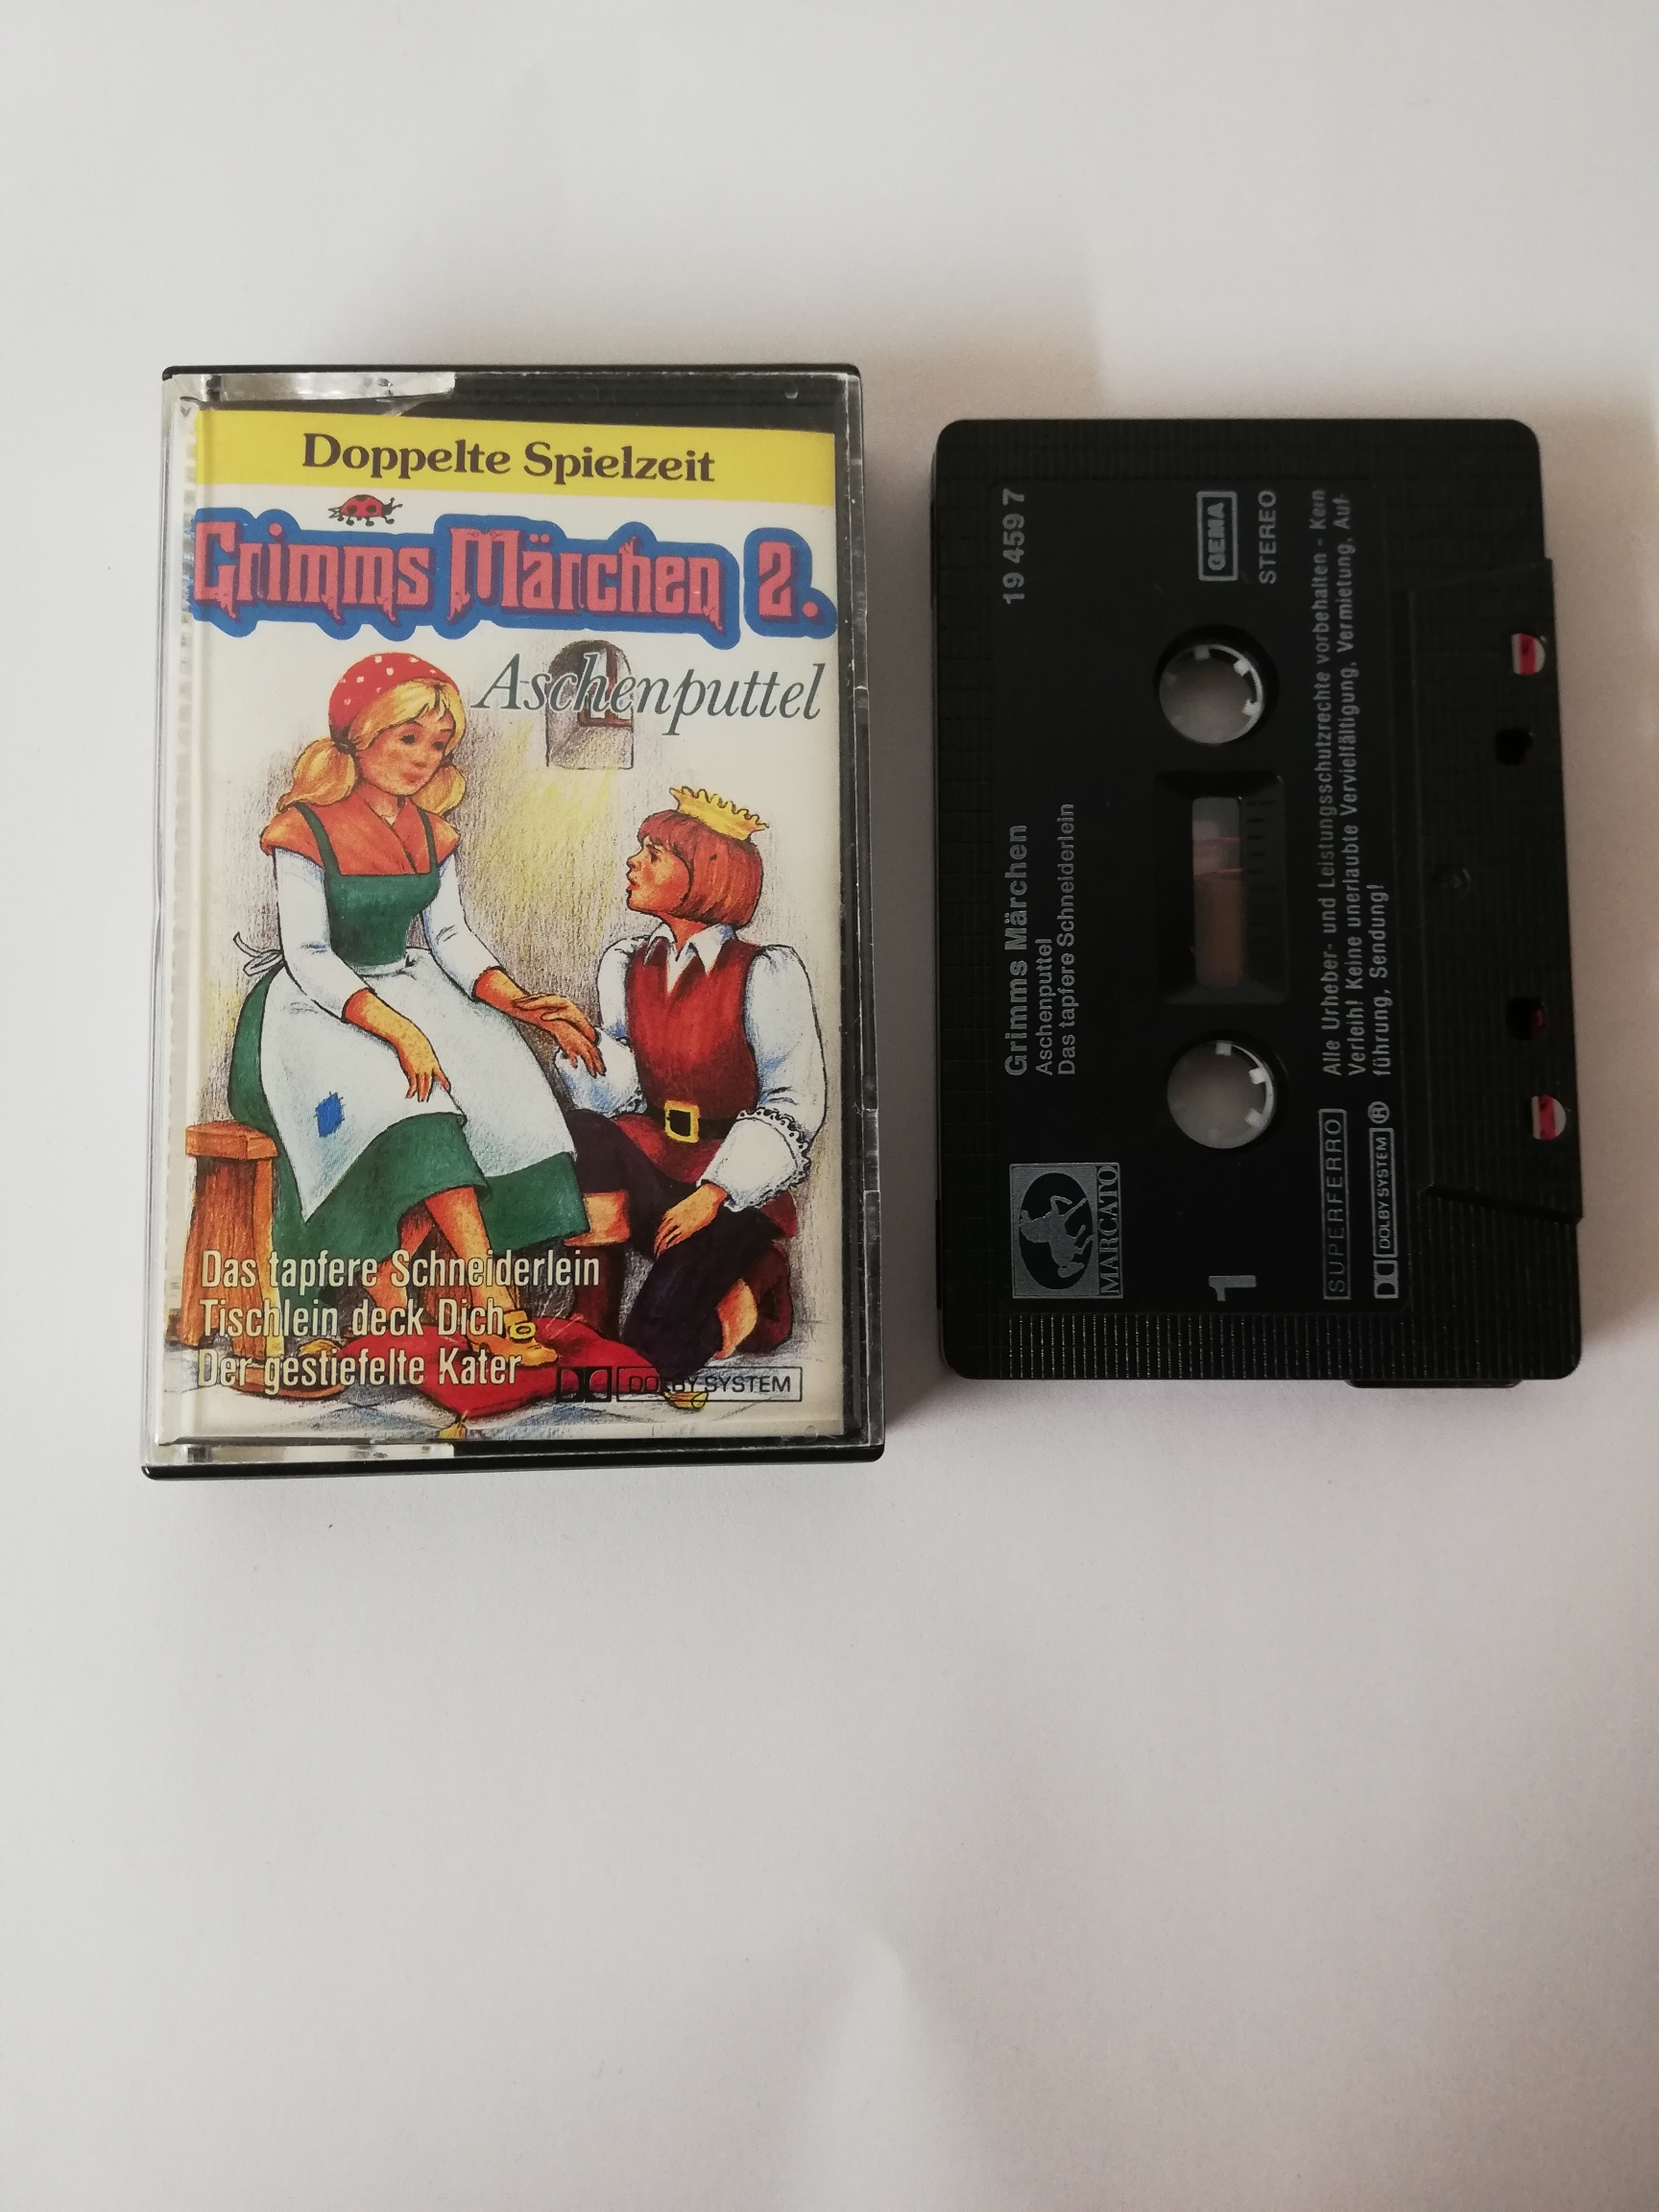 Doppelte Spielzeit
Grimms Märchen 2.
Aschenputtel
Das tapfere Schneiderlein
Tischlein deck Dich
Der gestiefelte Kater
DOLBY SYSTEM
Grimms Märchen 19 459 7
Aschenputtel
Das tapfere Schneiderlein
MARCATO
GEMA
1 STEREO
SUPERFERRO
DOLBY SYSTEM ®
Alle Urheber- und Leistungsschutzrechte vorbehalten - Kein
Verleih! Keine unerlaubte Vervielfältigung, Vermietung, Auf-
führung, Sendung!